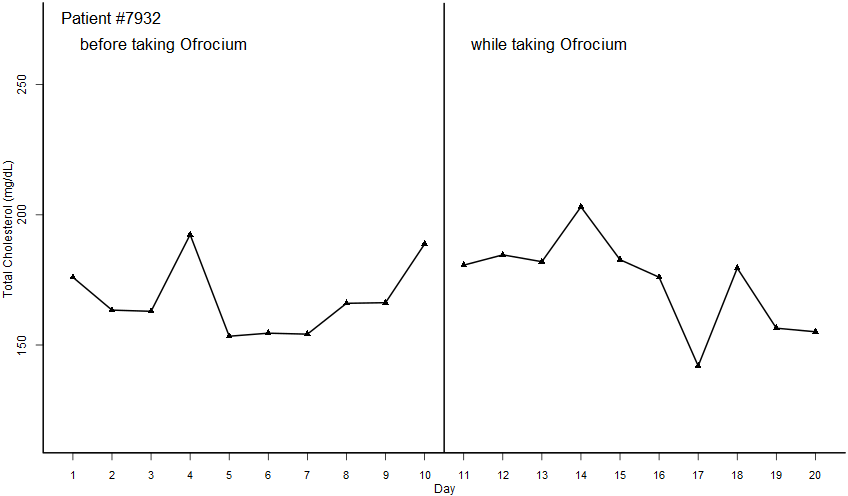 Patient #7932
before taking Ofrocium
while taking Ofrocium
Total Cholesterol (mg/dL)
250
200
150
1 2 3 4 5 6 7 8 9 10 11 12 13 14 15 16 17 18 19 20
Day